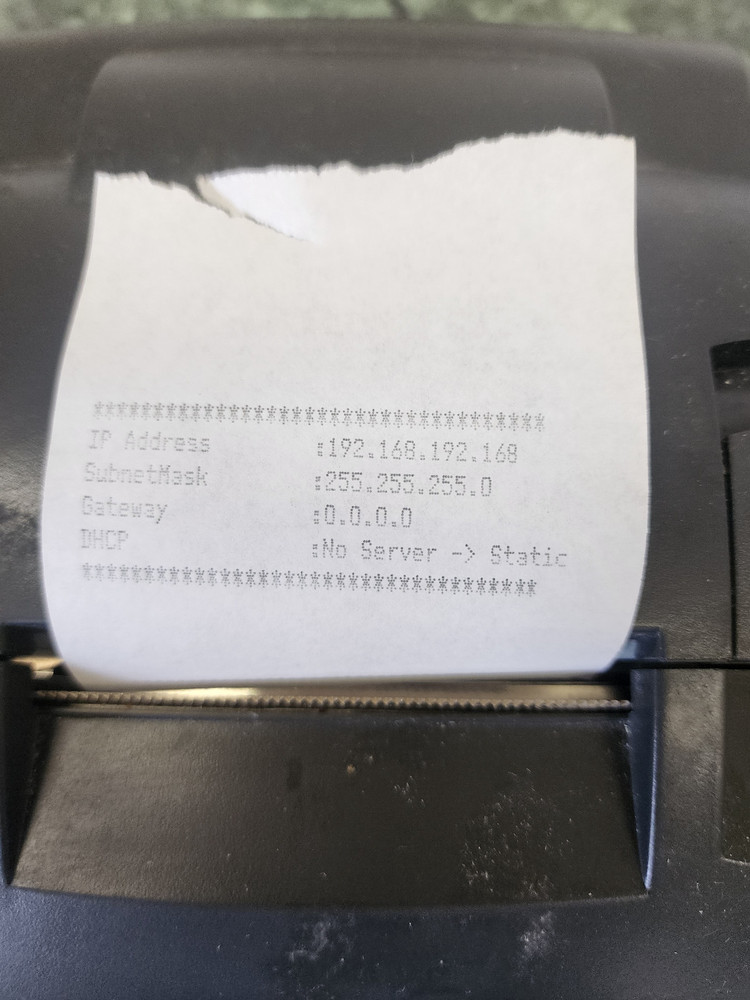 **************************************
IP Address :192.168.192.168
SubnetMask :255.255.255.0
Gateway :0.0.0.0
DHCP :No Server -> Static
**************************************